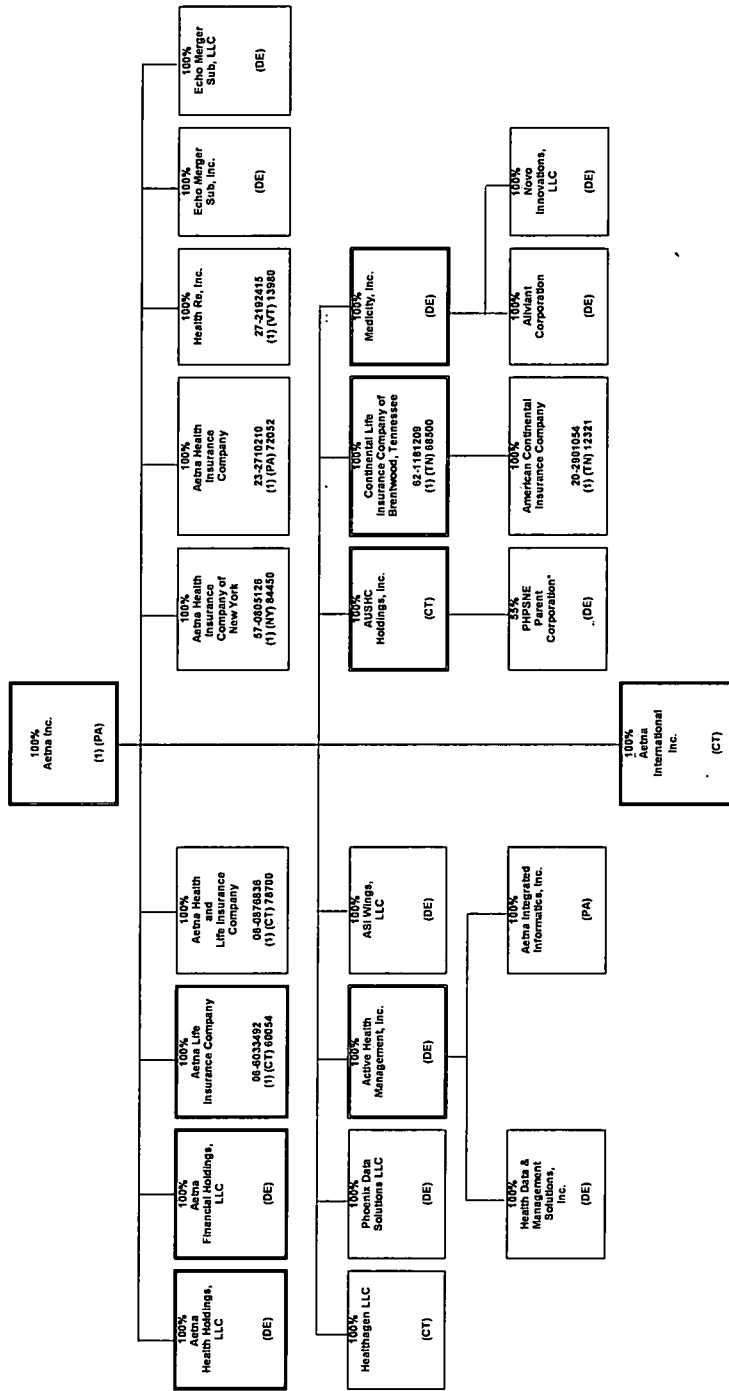 100%
Aetna Inc.
(1) (PA)
100%
Aetna
Health Holdings,
LLC
(DE)
100%
Aetna
Financial Holdings,
LLC
(DE)
100%
Aetna Life
Insurance Company
06-6033492
(1) (CT) 60054
100%
Aetna Health
and
Life Insurance
Company
06-0876836
(1) (CT) 78700
100%
Aetna Health
Insurance
Company of
New York
57-0805126
(1) (NY) 84450
100%
Aetna Health
Insurance
Company
23-2710210
(1) (PA) 72052
100%
Health Re, Inc.
27-2192415
(1) (VT) 13980
100%
Echo Merger
Sub, Inc.
(DE)
100%
Echo Merger
Sub, LLC
(DE)
100%
Healthagen LLC
(CT)
100%
Phoenix Data
Solutions LLC
(DE)
100%
Active Health
Management, Inc.
(DE)
100%
ASI Wings,
LLC
(DE)
100%
AUSHC
Holdings, Inc.
(CT)
100%
Continental Life
Insurance Company of
Brentwood, Tennessee
62-1181209
(1) (TN) 68500
100%
Medicity, Inc.
(DE)
100%
Health Data &
Management
Solutions,
Inc.
(DE)
100%
Aetna Integrated
Informatics, Inc.
(PA)
55%
PHPSNE
Parent
Corporation*
(DE)
100%
American Continental
Insurance Company
20-2901054
(1) (TN) 12321
100%
Allviant
Corporation
(DE)
100%
Novo
Innovations,
LLC
(DE)
100%
Aetna
International
Inc.
(CT)